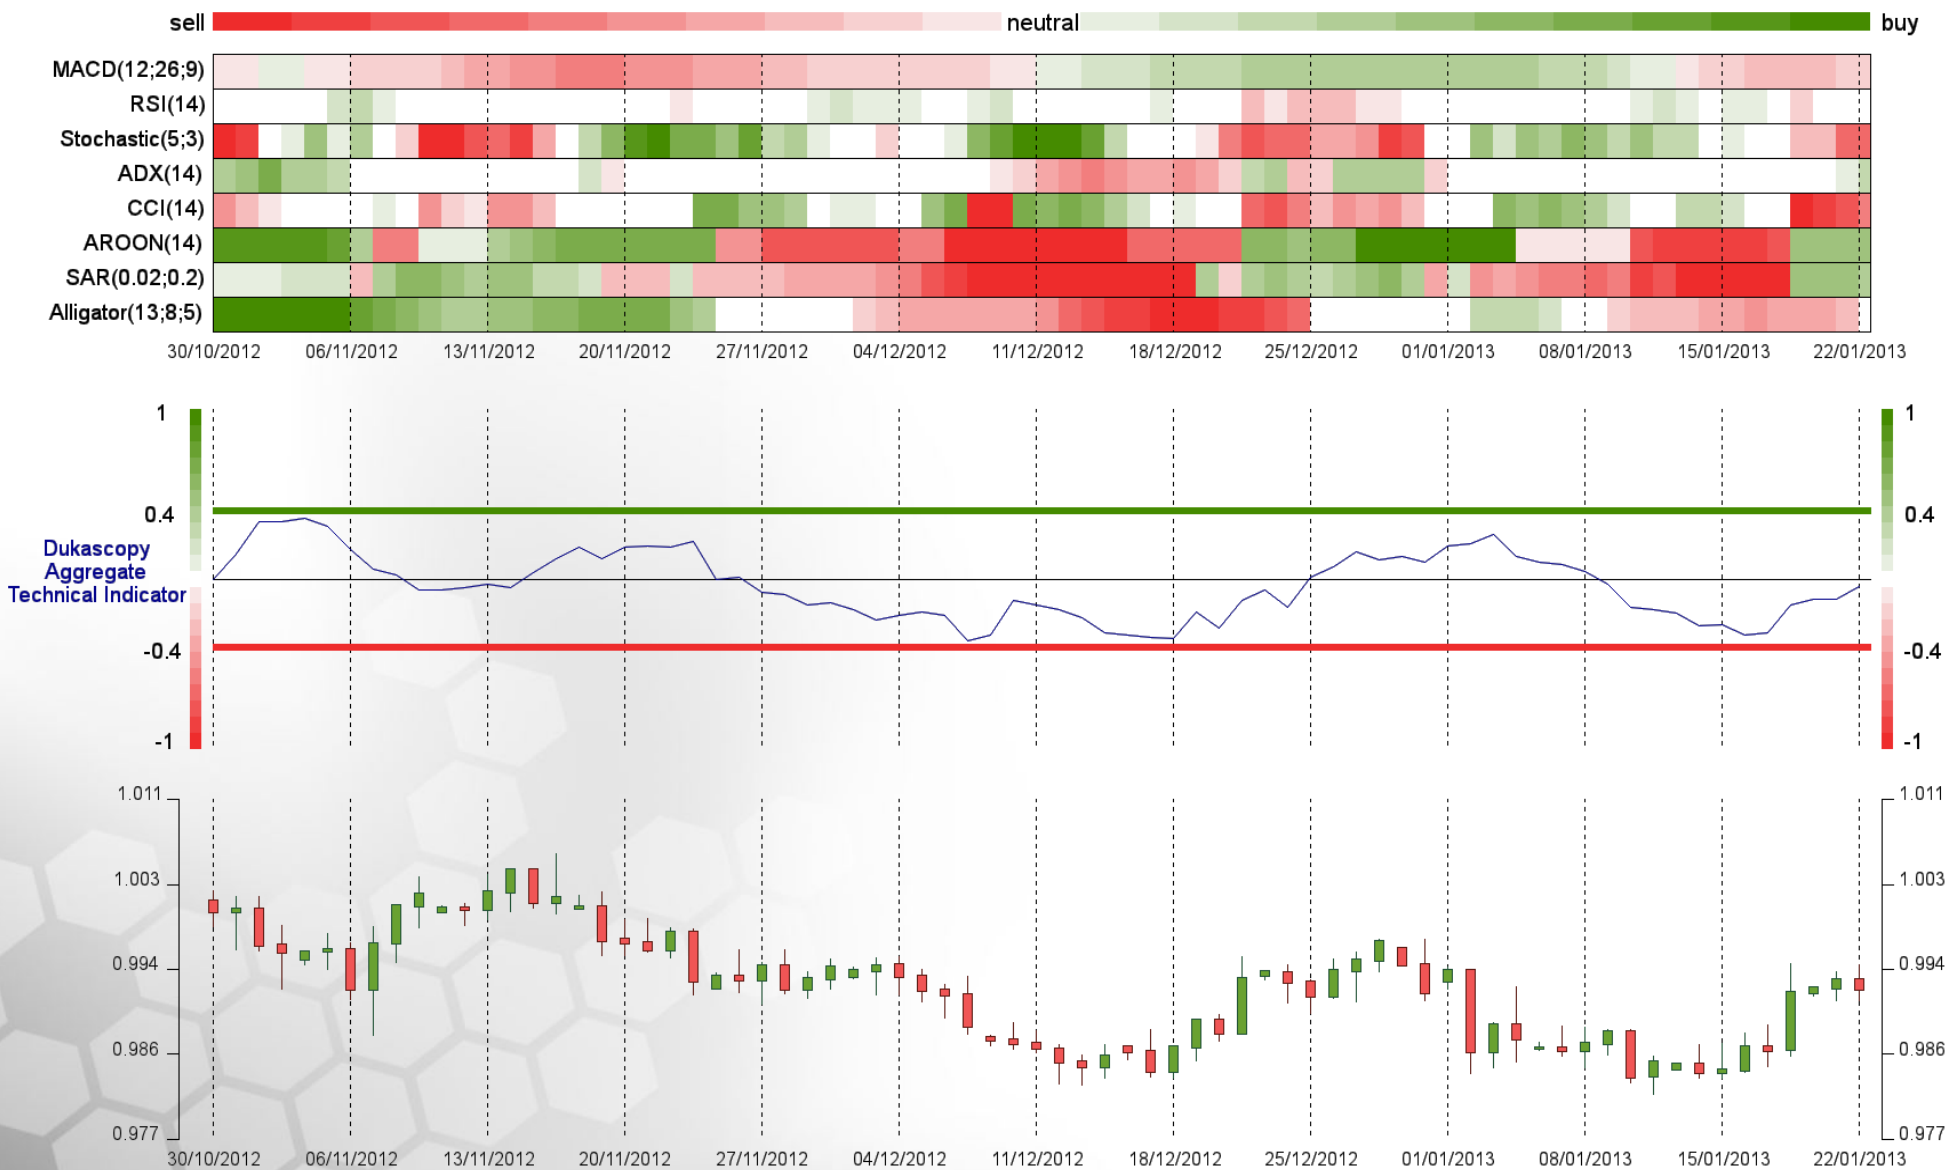 sell neutral buy
MACD(12;26;9)
RSI(14)
Stochastic(5;3)
ADX(14)
CCI(14)
AROON(14)
SAR(0.02;0.2)
Alligator(13;8;5)
30/10/2012 06/11/2012 13/11/2012 20/11/2012 27/11/2012 04/12/2012 11/12/2012 18/12/2012 25/12/2012 01/01/2013 08/01/2013 15/01/2013 22/01/2013
1 1
0.4 0.4
Dukascopy
Aggregate
Technical Indicator
-0.4 -0.4
-1 -1
1.011 1.011
1.003 1.003
0.994 0.994
0.986 0.986
0.977 0.977
30/10/2012 06/11/2012 13/11/2012 20/11/2012 27/11/2012 04/12/2012 11/12/2012 18/12/2012 25/12/2012 01/01/2013 08/01/2013 15/01/2013 22/01/2013